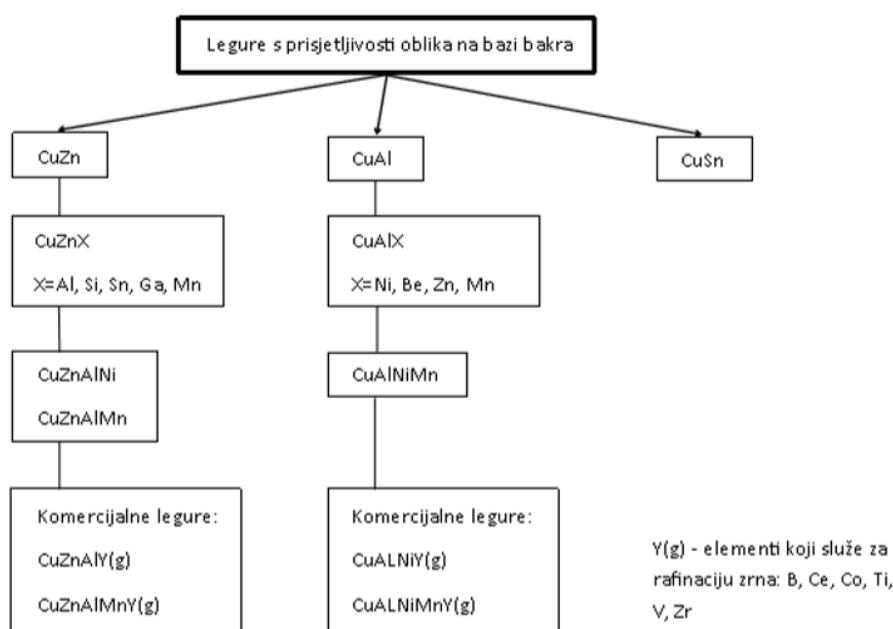 Legure s prisjetljivosti oblika na bazi bakra
CuZn
CuAl
CuSn
CuZnX
X=Al, Si, Sn, Ga, Mn
CuAlX
X=Ni, Be, Zn, Mn
CuZnAlNi
CuZnAlMn
CuAlNiMn
Komercijalne legure:
CuZnAlY(g)
CuZnAlMnY(g)
Komercijalne legure:
CuALNiY(g)
CuALNiMnY(g)
Y(g) - elementi koji služe za
rafinaciju zrna: B, Ce, Co, Ti,
V, Zr